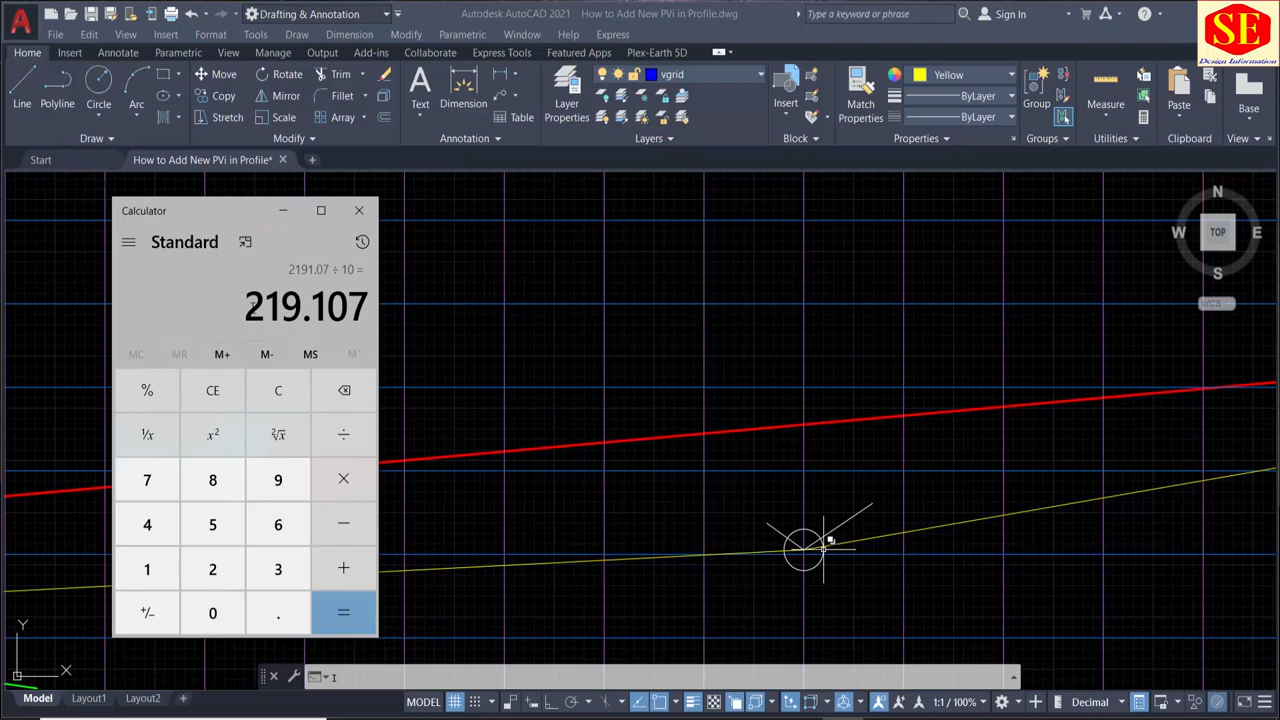 Drafting & Annotation
Autodesk AutoCAD 2021 How to Add New PVi in Profile.dwg
Type a keyword or phrase
Sign In
SE
Design Information
File Edit View Insert Format Tools Draw Dimension Modify Parametric Window Help Express
Home Insert Annotate Parametric View Manage Output Add-ins Collaborate Express Tools Featured Apps Plex-Earth 5D
Line Polyline Circle Arc
Move Rotate Trim
Copy Mirror Fillet
Stretch Scale Array
Text Dimension Table
Layer Properties
vgrid
Insert
Match Properties
Yellow
ByLayer
ByLayer
Group
Measure
Paste
Base
Draw Modify Annotation Layers Block Properties Groups Utilities Clipboard View
Start
How to Add New PVi in Profile*
Calculator
Standard
2191.07 ÷ 10 =
219.107
MC MR M+ M- MS M˅
% CE C
¹/x x² ²√x ÷
7 8 9 ×
4 5 6 −
1 2 3 +
+/− 0 . =
N
W TOP E
S
WCS
Y
X
I
Model Layout1 Layout2 +
MODEL
1:1 / 100%
Decimal